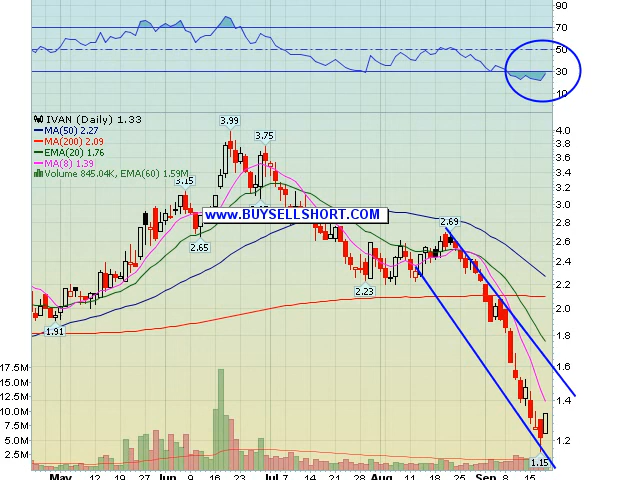 90
70
50
30
10
IVAN (Daily) 1.33
MA(50) 2.27
MA(200) 2.09
EMA(20) 1.76
MA(8) 1.39
Volume 845.04K, EMA(60) 1.59M
3.99
3.75
3.15
2.65
2.69
2.23
1.91
1.15
www.BUYSELLSHORT.COM
4.0
3.8
3.6
3.4
3.2
3.0
2.8
2.6
2.4
2.2
2.0
1.8
1.6
1.4
1.2
17.5M
15.0M
12.5M
10.0M
7.5M
5.0M
2.5M
May 12 19 27 Jun 9 16 23 Jul 7 14 21 28 Aug 11 18 25 Sep 8 15